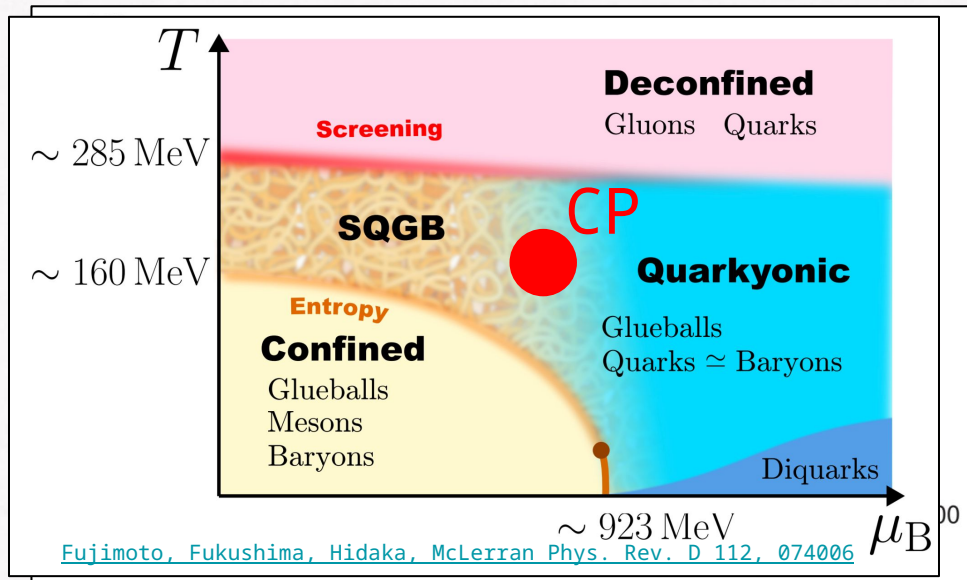 T
Deconfined
Gluons Quarks
Screening
∼ 285 MeV
CP
SQGB
∼ 160 MeV
Quarkyonic
Entropy
Glueballs
Quarks ≃ Baryons
Confined
Glueballs
Mesons
Baryons
Diquarks
∼ 923 MeV
μB
00
Fujimoto, Fukushima, Hidaka, McLerran Phys. Rev. D 112, 074006